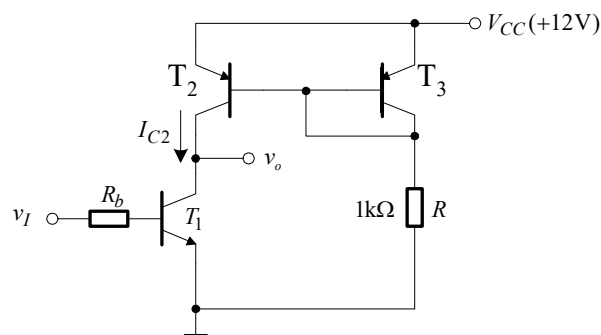 V_CC(+12V)
T_2
T_3
I_C2
v_o
R_b
T_1
v_I
1kΩ
R